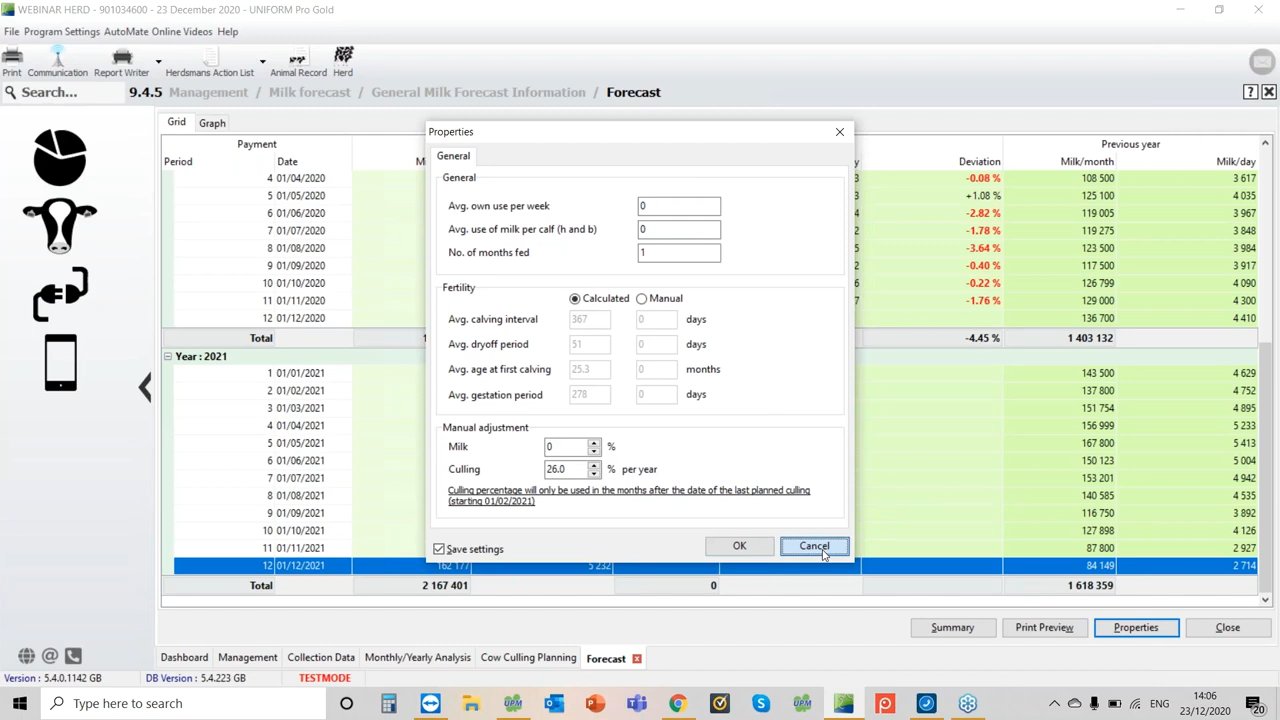 WEBINAR HERD - 901034600 - 23 December 2020 - UNIFORM Pro Gold
File Program Settings AutoMate Online Videos Help
Print Communication Report Writer Herdsmans Action List Animal Record Herd
Search... 9.4.5 Management / Milk forecast / General Milk Forecast Information / Forecast
Grid Graph
Payment Previous year
Period Date Deviation Milk/month Milk/day
4 01/04/2020 -0.08 % 108 500 3 617
5 01/05/2020 +1.08 % 125 100 4 035
6 01/06/2020 -2.82 % 119 005 3 967
7 01/07/2020 -1.78 % 119 275 3 848
8 01/08/2020 -3.64 % 123 500 3 984
9 01/09/2020 -0.40 % 117 500 3 917
10 01/10/2020 -0.22 % 126 799 4 090
11 01/11/2020 -1.76 % 129 000 4 300
12 01/12/2020 136 700 4 410
Total -4.45 % 1 403 132
Year : 2021
1 01/01/2021 143 500 4 629
2 01/02/2021 137 800 4 752
3 01/03/2021 151 754 4 895
4 01/04/2021 156 999 5 233
5 01/05/2021 167 800 5 413
6 01/06/2021 150 123 5 004
7 01/07/2021 153 201 4 942
8 01/08/2021 140 585 4 535
9 01/09/2021 116 750 3 892
10 01/10/2021 127 898 4 126
11 01/11/2021 87 800 2 927
12 01/12/2021 162 177 5 232 84 149 2 714
Total 2 167 401 0 1 618 359
Properties
General
General
Avg. own use per week 0
Avg. use of milk per calf (h and b) 0
No. of months fed 1
Fertility
Calculated Manual
Avg. calving interval 367 0 days
Avg. dryoff period 51 0 days
Avg. age at first calving 25.3 0 months
Avg. gestation period 278 0 days
Manual adjustment
Milk 0 %
Culling 26.0 % per year
Culling percentage will only be used in the months after the date of the last planned culling
(starting 01/02/2021)
Save settings OK Cancel
Summary Print Preview Properties Close
Dashboard Management Collection Data Monthly/Yearly Analysis Cow Culling Planning Forecast
Version : 5.4.0.1142 GB DB Version : 5.4.223 GB TESTMODE
Type here to search
ENG 14:06
23/12/2020 20